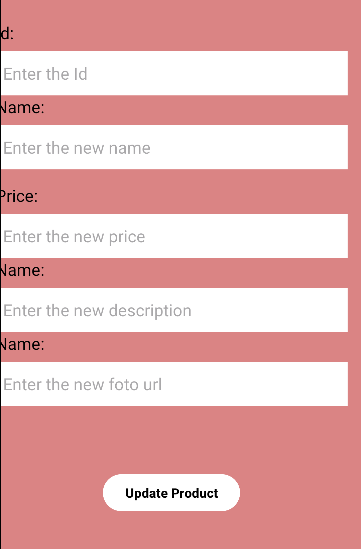 Id:
Enter the Id
Name:
Enter the new name
Price:
Enter the new price
Name:
Enter the new description
Name:
Enter the new foto url
Update Product